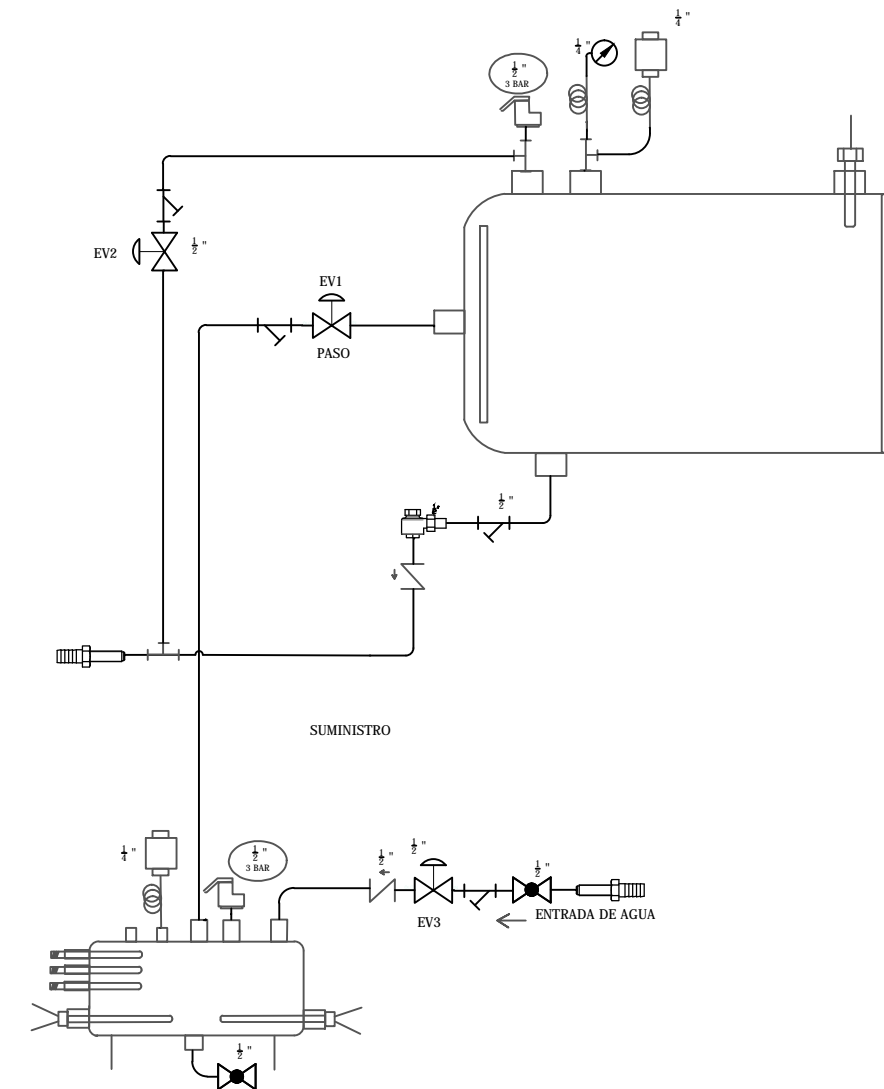 1/4 "
1/4 "
1/2 "
3 BAR
1/2 "
EV2
EV1
PASO
1/2 "
SUMINISTRO
1/4 "
1/2 "
3 BAR
1/2 "
1/2 "
1/2 "
ENTRADA DE AGUA
EV3
1/2 "